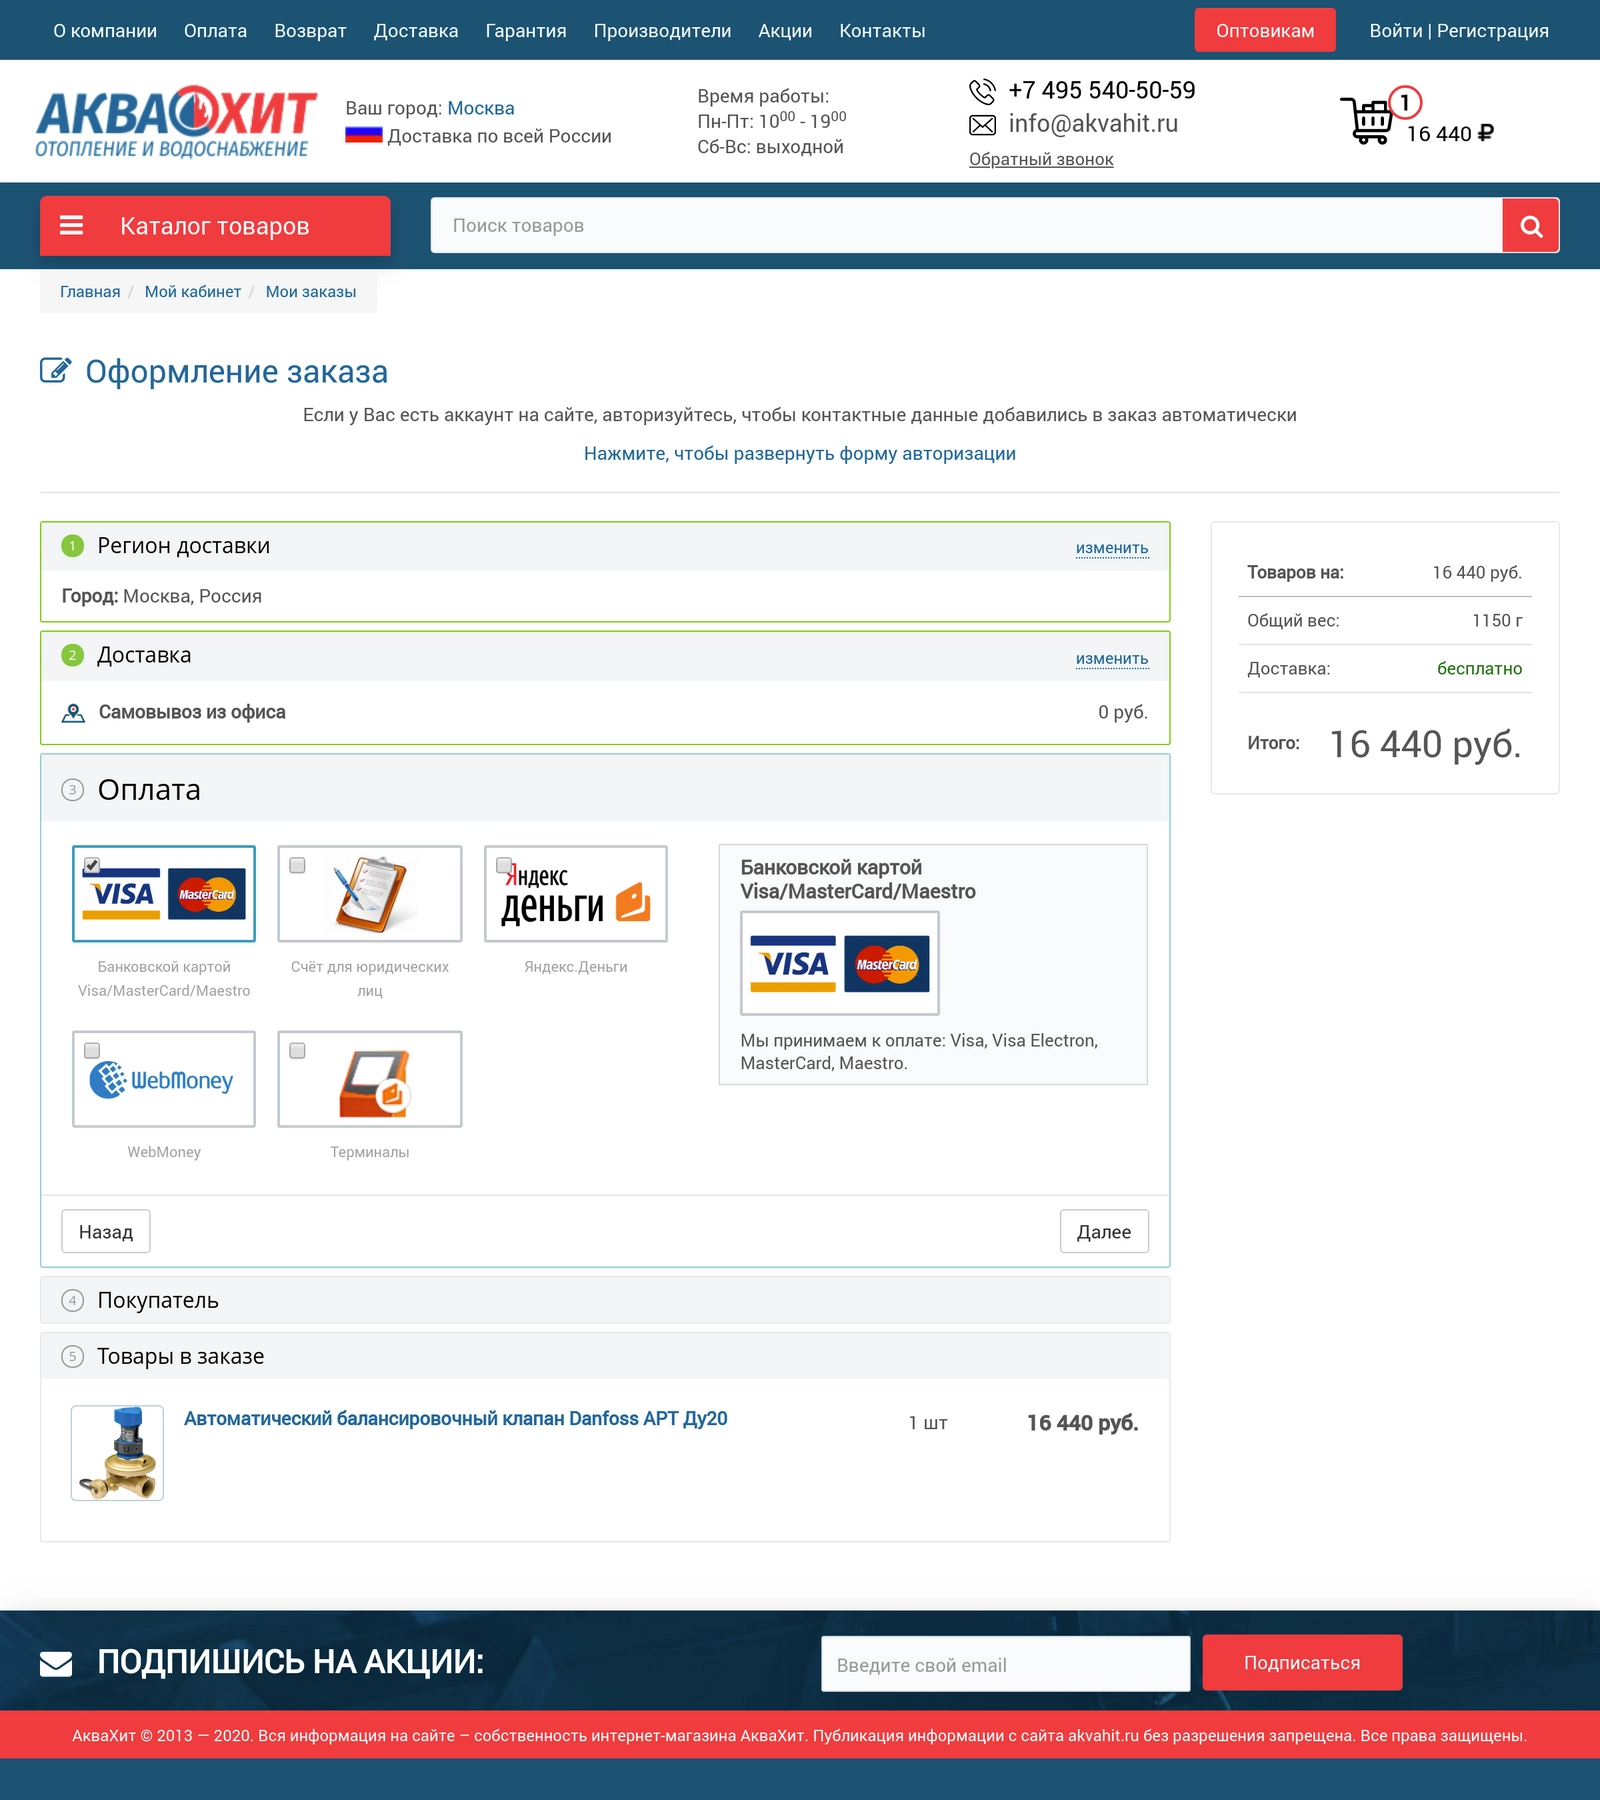 О компании Оплата Возврат Доставка Гарантия Производители Акции Контакты Оптовикам Войти | Регистрация
АКВАХИТ
ОТОПЛЕНИЕ И ВОДОСНАБЖЕНИЕ
Ваш город: Москва
Доставка по всей России
Время работы:
Пн-Пт: 10⁰⁰ - 19⁰⁰
Сб-Вс: выходной
+7 495 540-50-59
info@akvahit.ru
Обратный звонок
1
16 440 ₽
Каталог товаров
Поиск товаров
Главная / Мой кабинет / Мои заказы
Оформление заказа
Если у Вас есть аккаунт на сайте, авторизуйтесь, чтобы контактные данные добавились в заказ автоматически
Нажмите, чтобы развернуть форму авторизации
1 Регион доставки изменить
Город: Москва, Россия
2 Доставка изменить
Самовывоз из офиса 0 руб.
3 Оплата
VISA MasterCard
Яндекс
деньги
Банковской картой
Visa/MasterCard/Maestro
Счёт для юридических
лиц
Яндекс.Деньги
WebMoney
WebMoney
Терминалы
Банковской картой
Visa/MasterCard/Maestro
VISA MasterCard
Мы принимаем к оплате: Visa, Visa Electron,
MasterCard, Maestro.
Назад Далее
4 Покупатель
5 Товары в заказе
Автоматический балансировочный клапан Danfoss APT Ду20 1 шт 16 440 руб.
Товаров на: 16 440 руб.
Общий вес: 1150 г
Доставка: бесплатно
Итого: 16 440 руб.
ПОДПИШИСЬ НА АКЦИИ:
Введите свой email
Подписаться
АкваХит © 2013 — 2020. Вся информация на сайте – собственность интернет-магазина АкваХит. Публикация информации с сайта akvahit.ru без разрешения запрещена. Все права защищены.